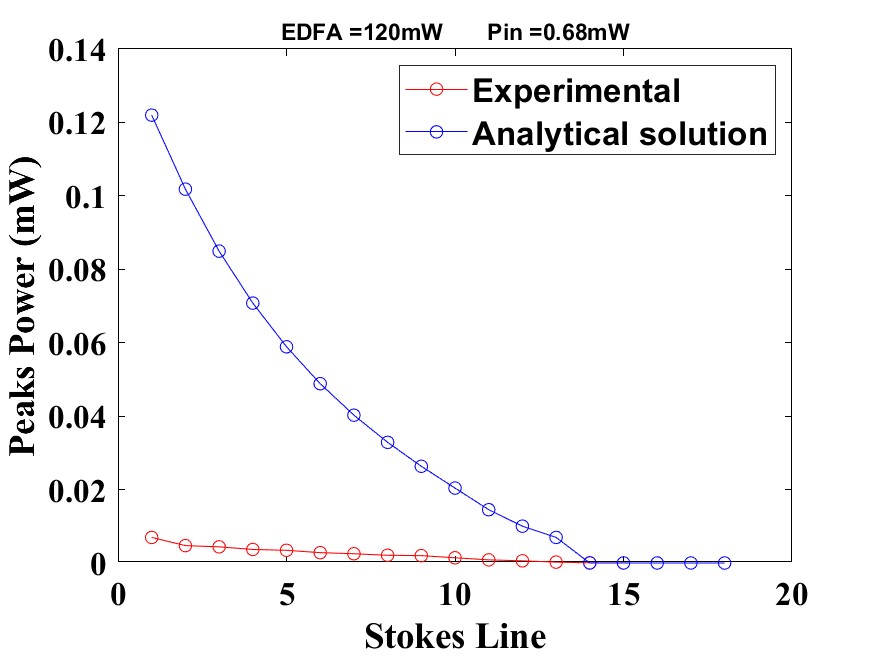 EDFA =120mW Pin =0.68mW
0.14
0.12
0.1
0.08
0.06
0.04
0.02
0
Peaks Power (mW)
Experimental
Analytical solution
0 5 10 15 20
Stokes Line